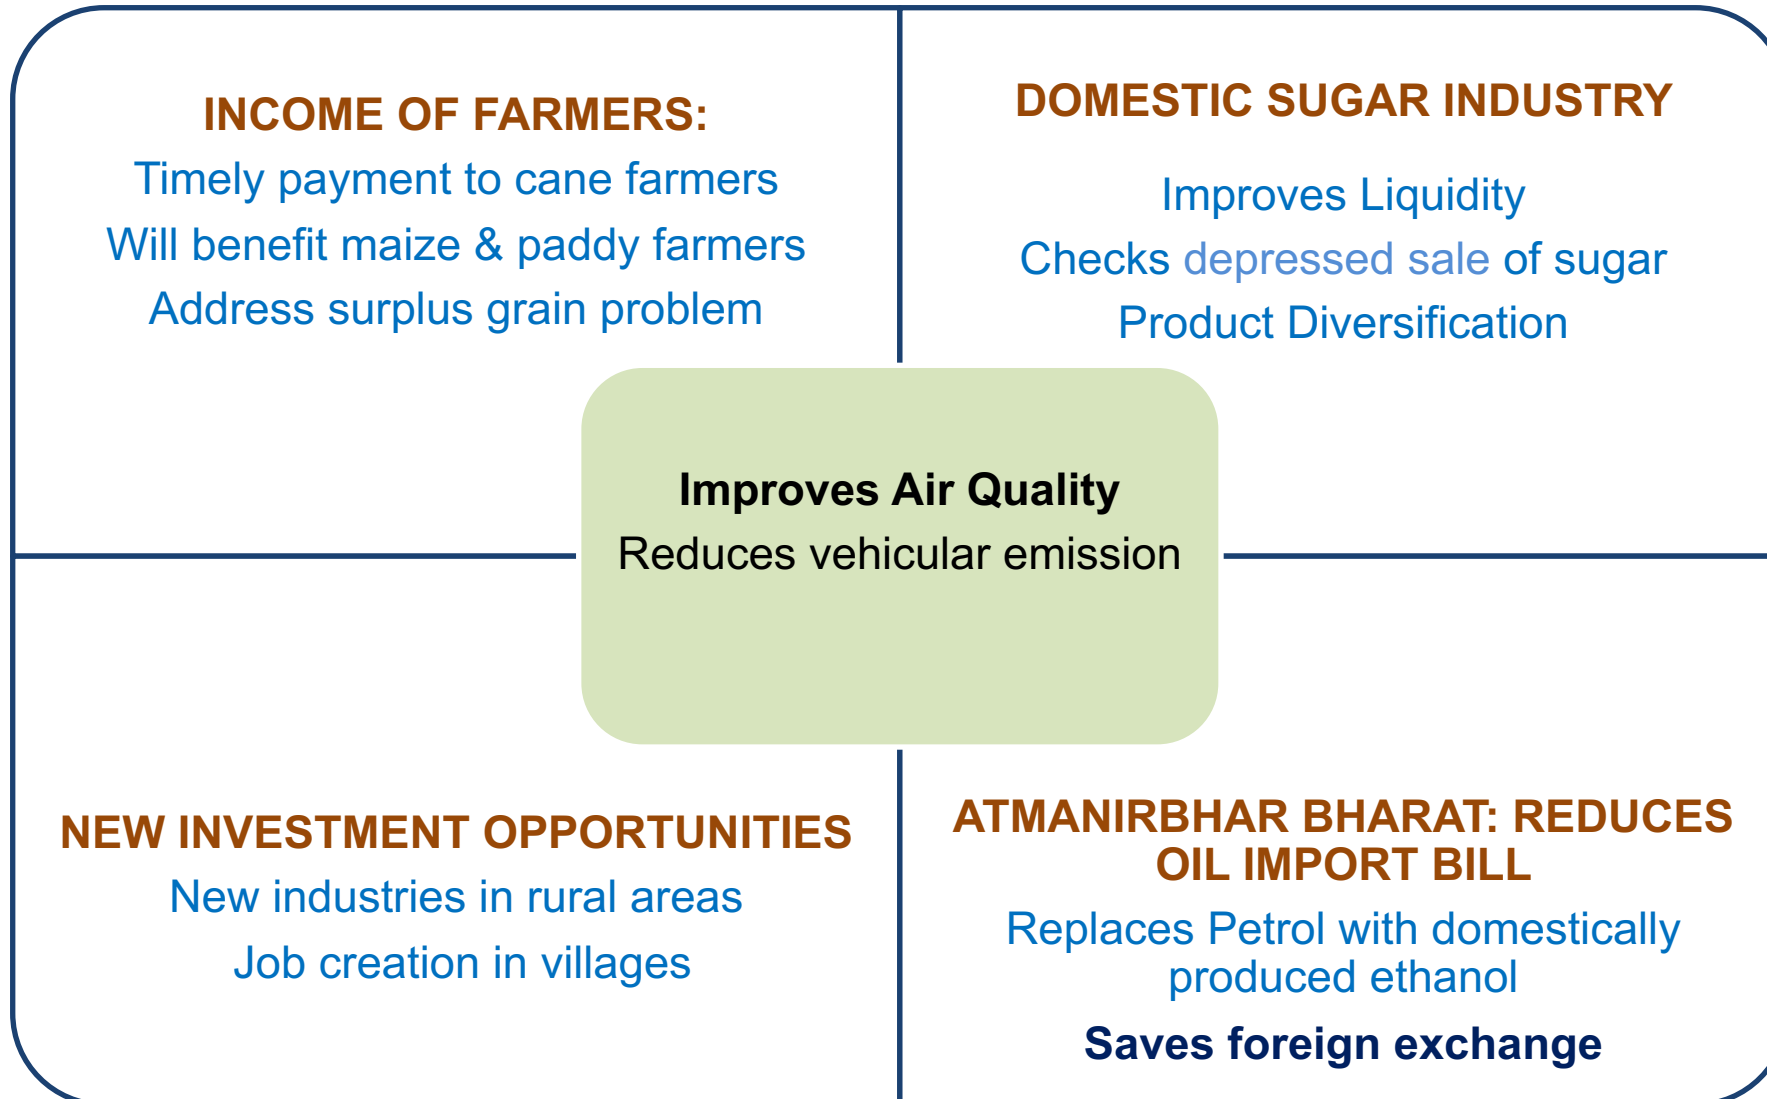 INCOME OF FARMERS:
Timely payment to cane farmers
Will benefit maize & paddy farmers
Address surplus grain problem
DOMESTIC SUGAR INDUSTRY
Improves Liquidity
Checks depressed sale of sugar
Product Diversification
Improves Air Quality
Reduces vehicular emission
NEW INVESTMENT OPPORTUNITIES
New industries in rural areas
Job creation in villages
ATMANIRBHAR BHARAT: REDUCES
OIL IMPORT BILL
Replaces Petrol with domestically
produced ethanol
Saves foreign exchange